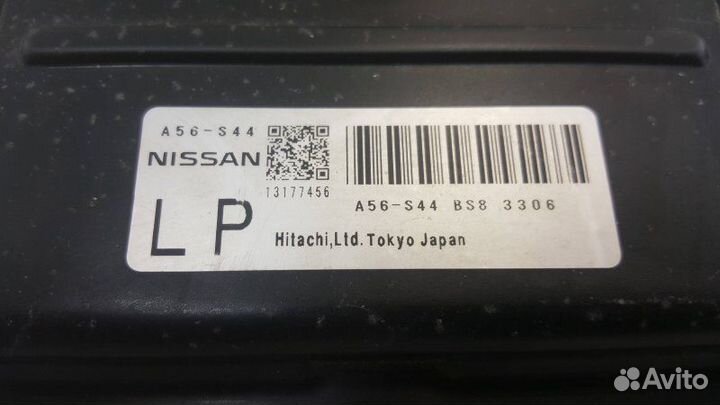 A56-S44
NISSAN
13177456
A56-S44 BS8 3306
LP
Hitachi,Ltd. Tokyo Japan
Avito